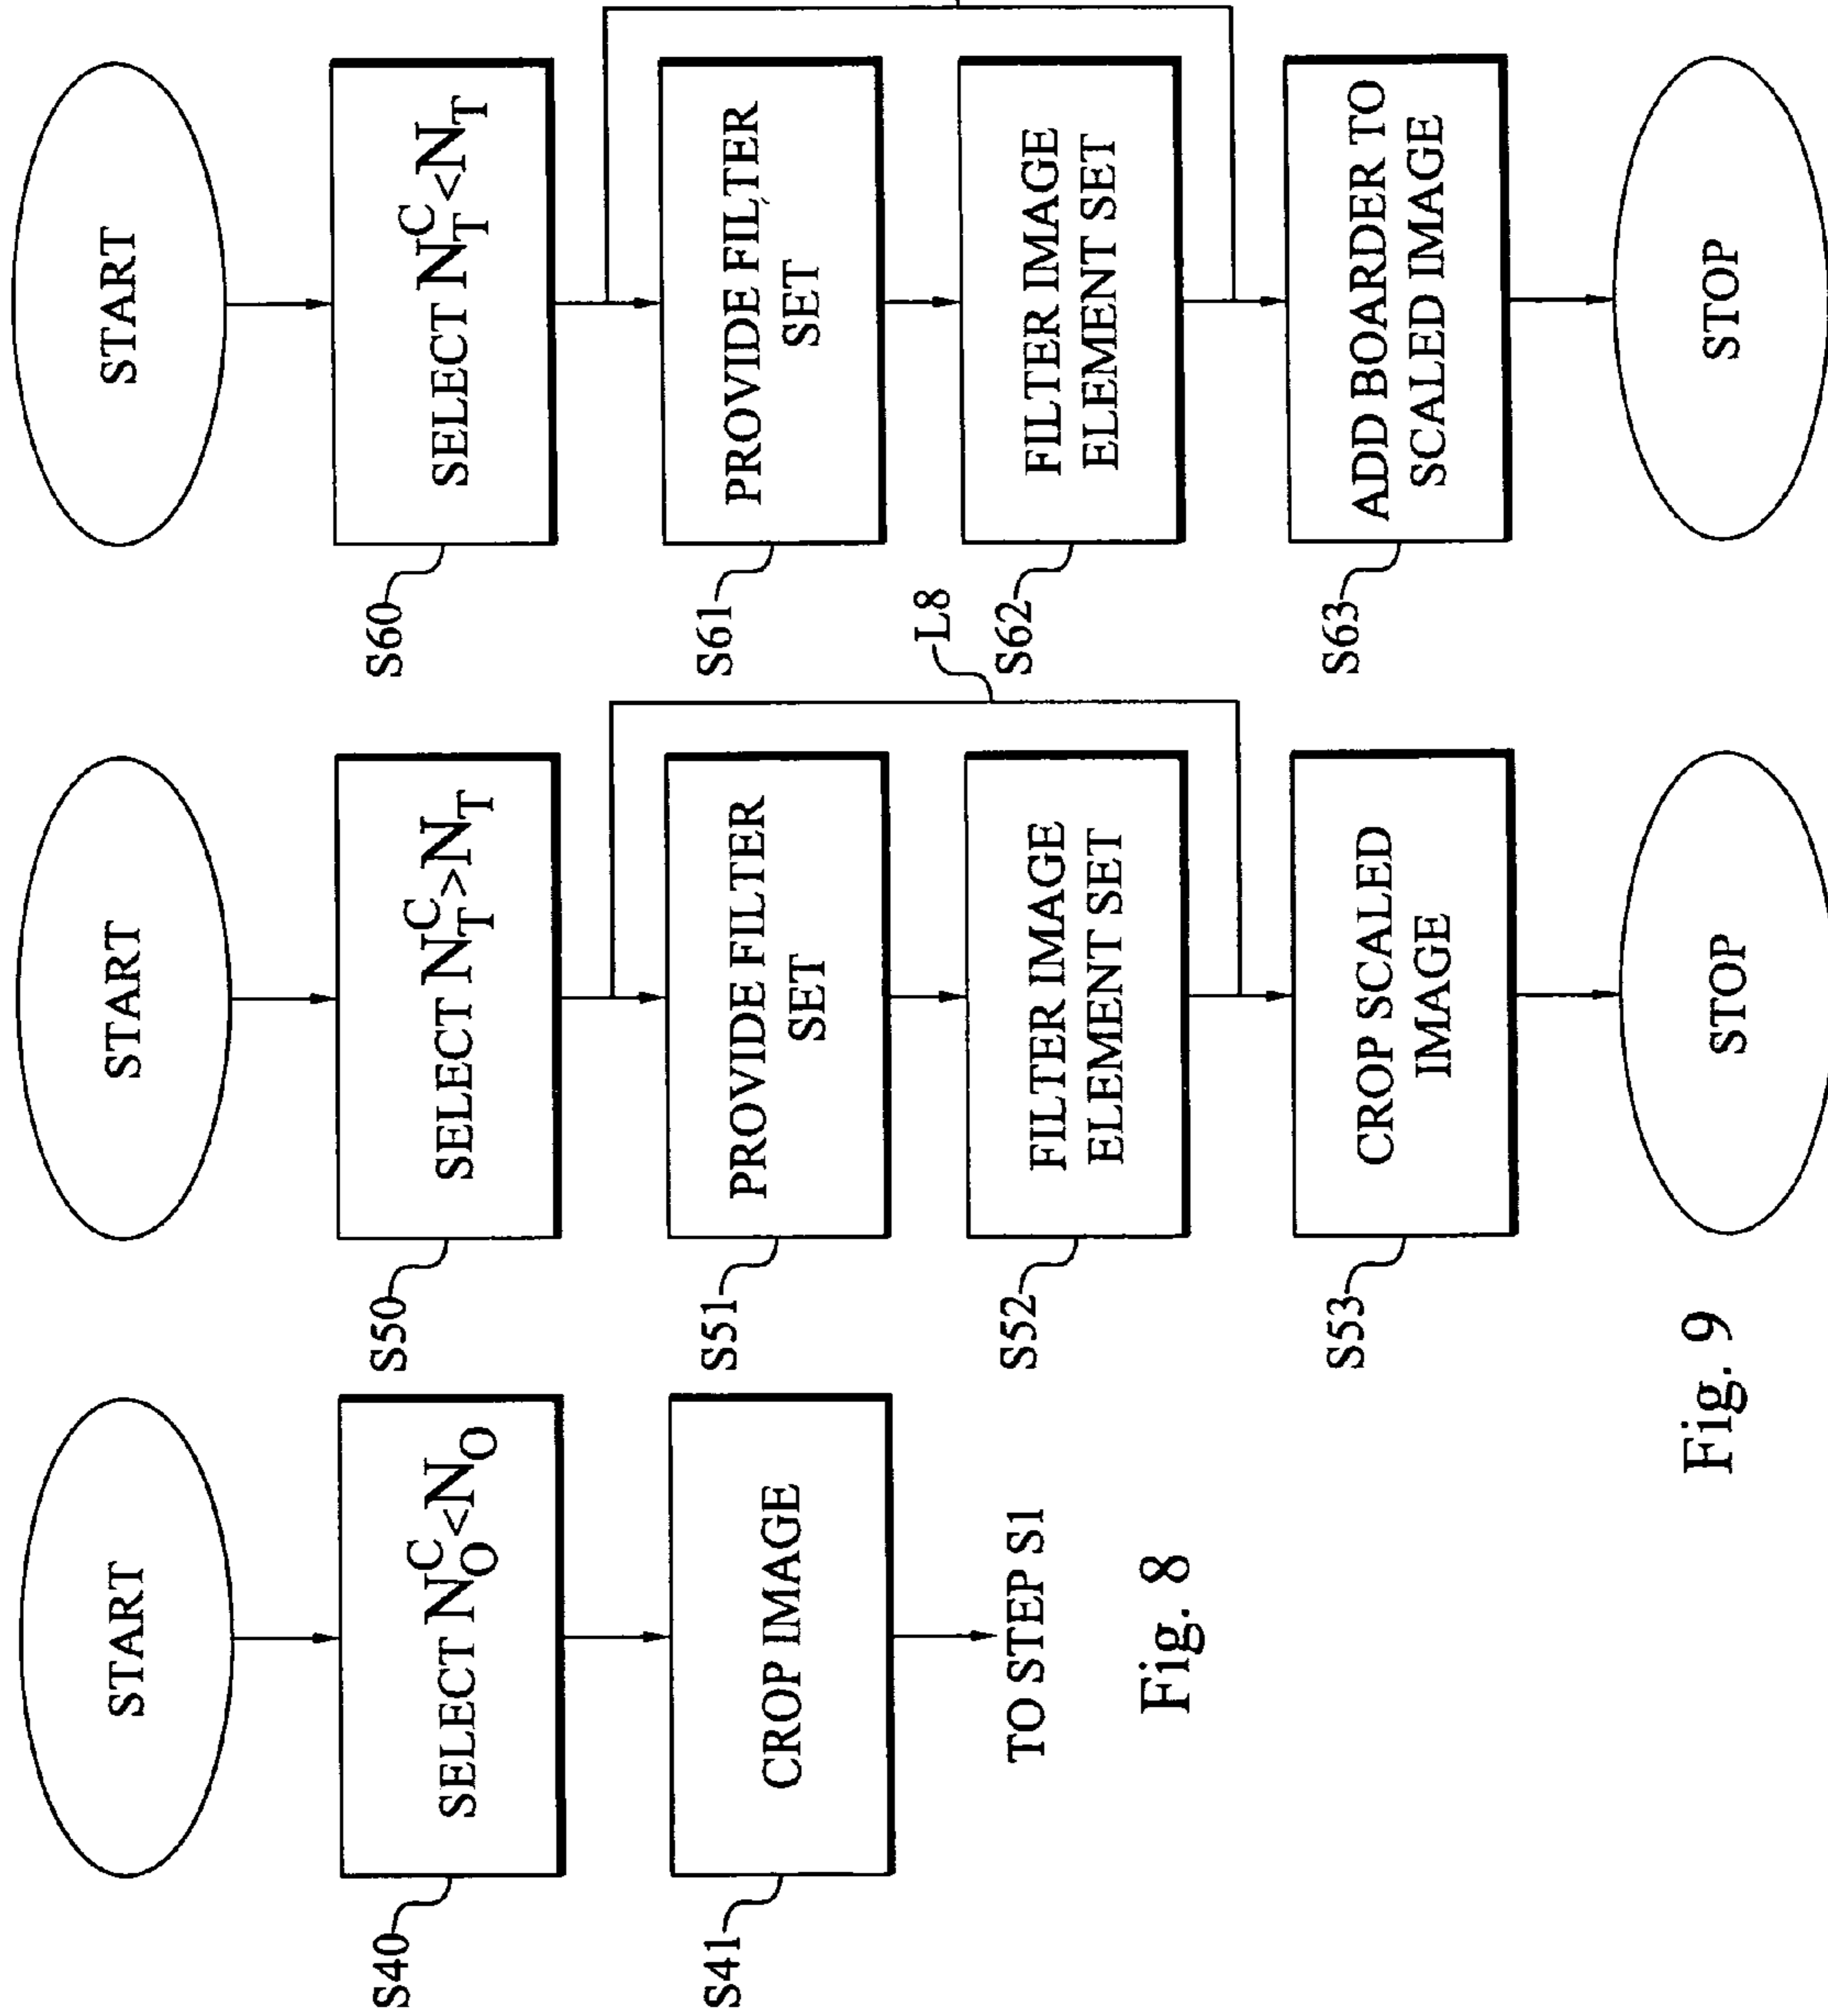 START
S40
SELECT N_O^C<N_O
S41
CROP IMAGE
TO STEP S1
Fig. 8
START
S50
SELECT N_T^C>N_T
S51
PROVIDE FILTER
SET
L8
S52
FILTER IMAGE
ELEMENT SET
S53
CROP SCALED
IMAGE
STOP
Fig. 9
START
S60
SELECT N_T^C<N_T
S61
PROVIDE FILTER
SET
S62
FILTER IMAGE
ELEMENT SET
S63
ADD BOARDER TO
SCALED IMAGE
STOP